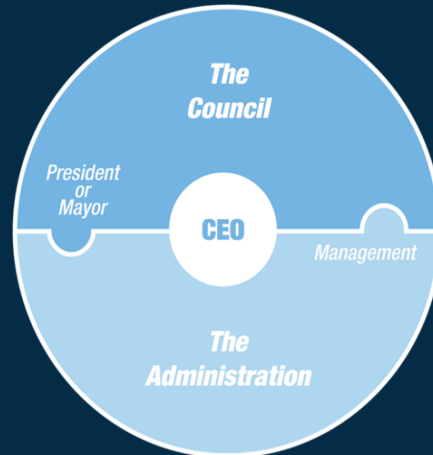 The
Council
President
or
Mayor
CEO
Management
The
Administration